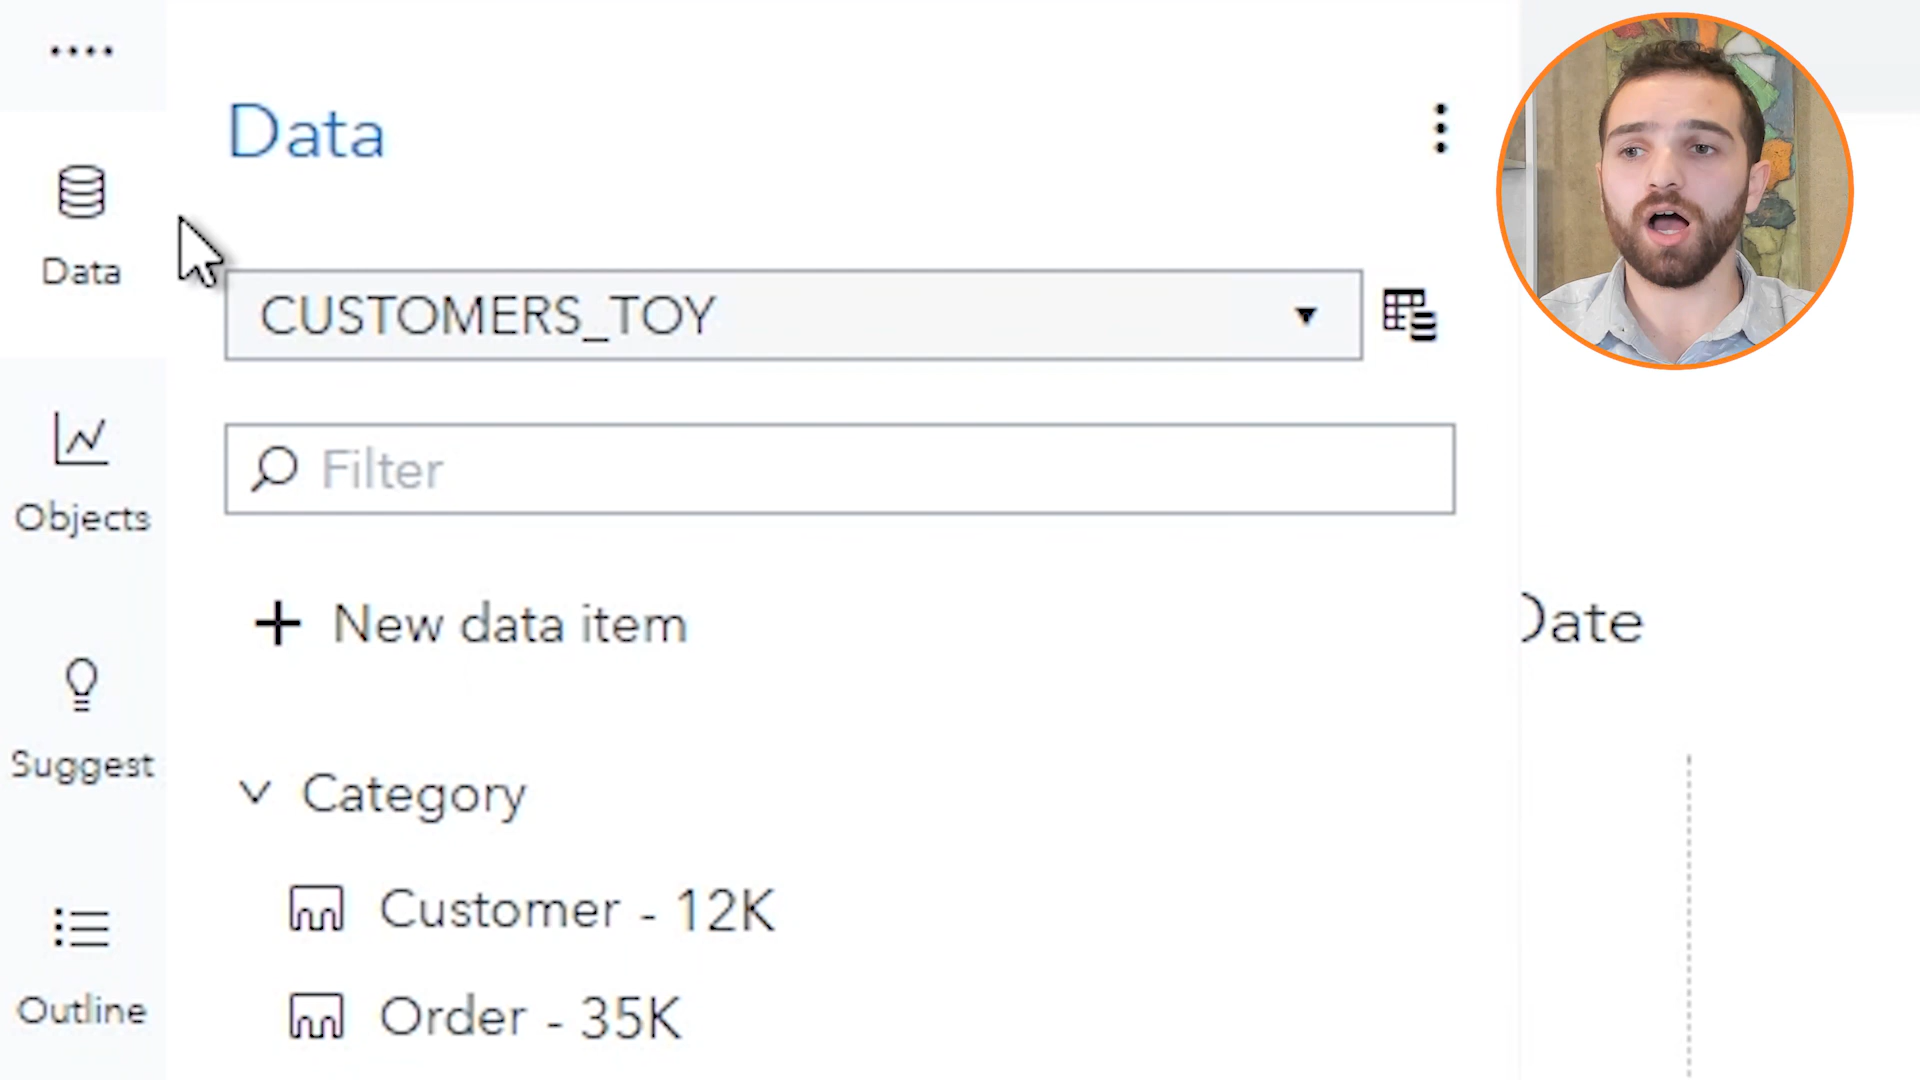 Data
Objects
Suggest
Outline
Data
CUSTOMERS_TOY
Filter
New data item
Category
Customer - 12K
Order - 35K
Date